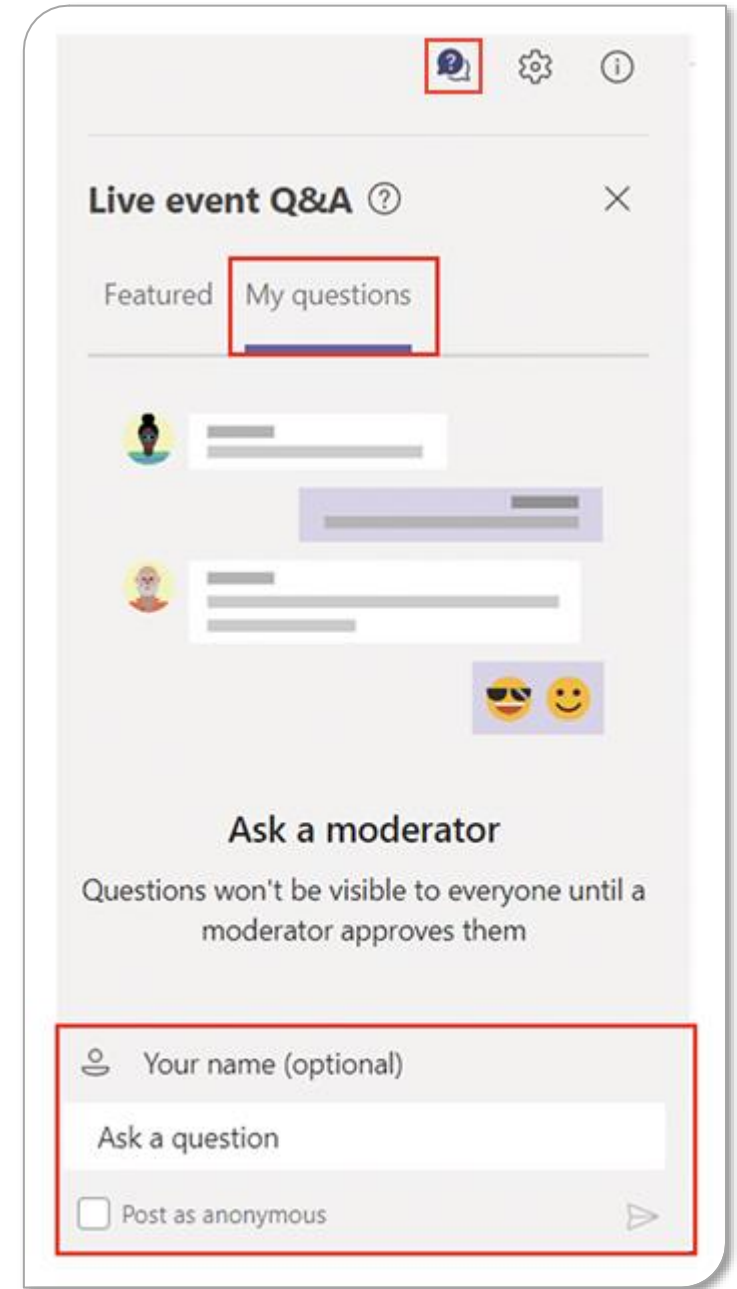 Live event Q&A
Featured My questions
Ask a moderator
Questions won't be visible to everyone until a
moderator approves them
Your name (optional)
Ask a question
Post as anonymous